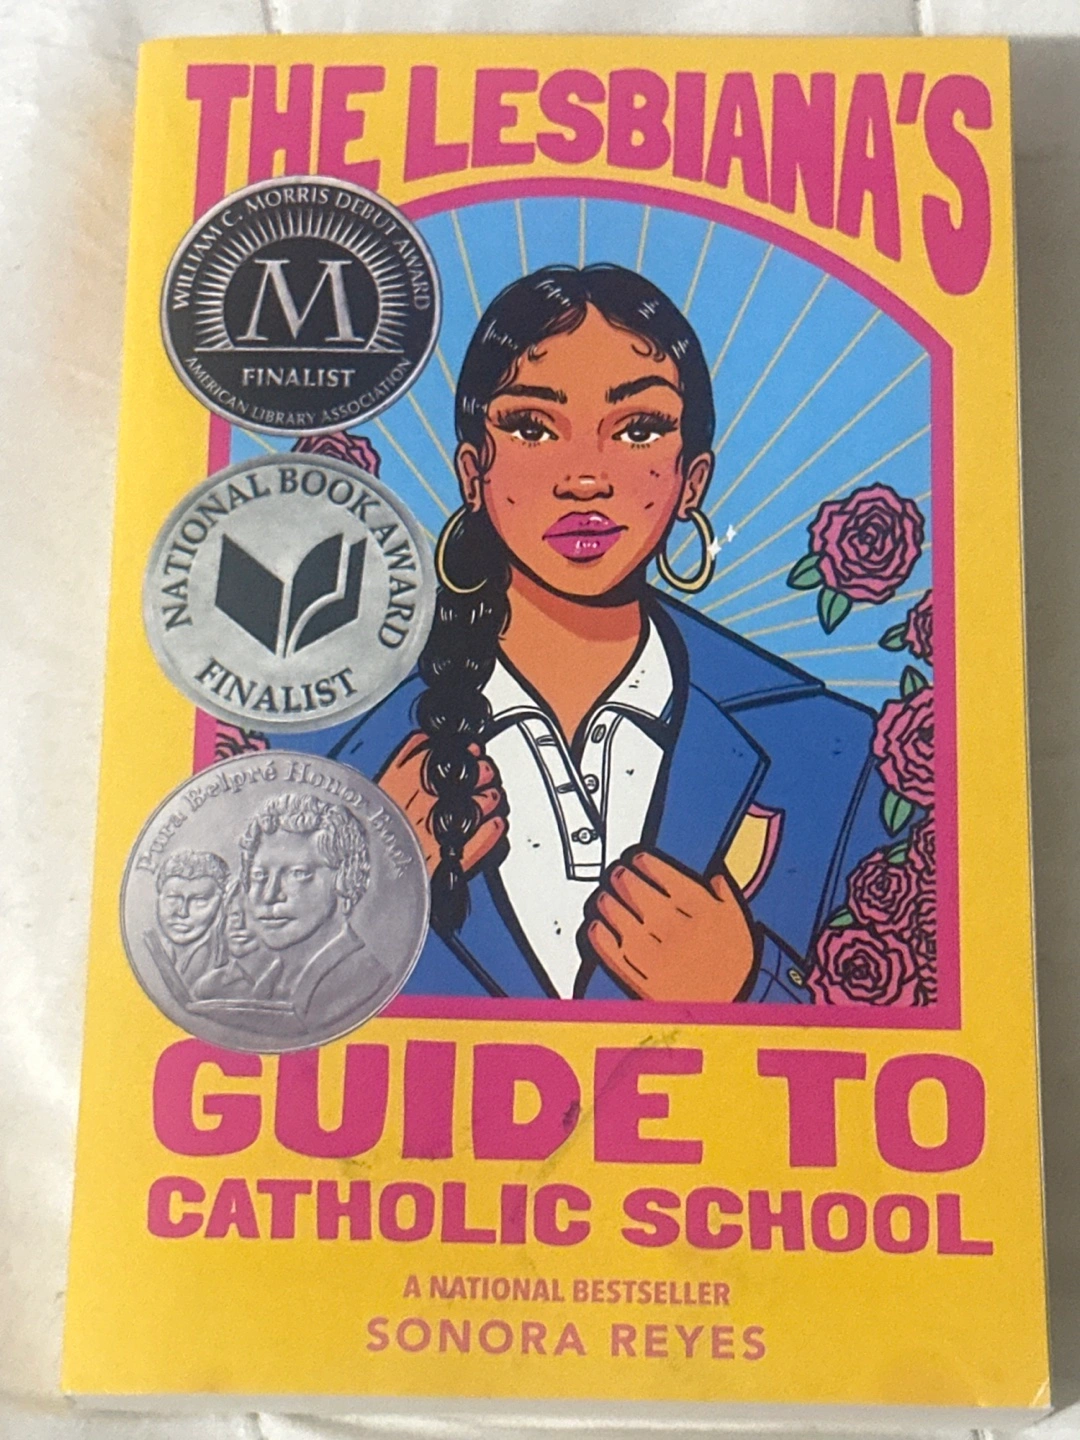 THE LESBIANA'S
WILLIAM C. MORRIS DEBUT AWARD
M
FINALIST
AMERICAN LIBRARY ASSOCIATION
NATIONAL BOOK AWARD
FINALIST
Pura Belpré Honor Book
GUIDE TO
CATHOLIC SCHOOL
A NATIONAL BESTSELLER
SONORA REYES